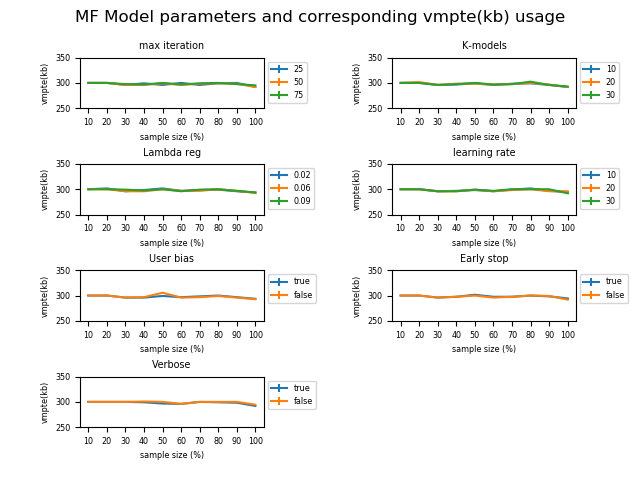 MF Model parameters and corresponding vmpte(kb) usage
max iteration
350
300
250
vmpte(kb)
10 20 30 40 50 60 70 80 90 100
sample size (%)
25
50
75
K-models
350
300
250
vmpte(kb)
10 20 30 40 50 60 70 80 90 100
sample size (%)
10
20
30
Lambda reg
350
300
250
vmpte(kb)
10 20 30 40 50 60 70 80 90 100
sample size (%)
0.02
0.06
0.09
learning rate
350
300
250
vmpte(kb)
10 20 30 40 50 60 70 80 90 100
sample size (%)
10
20
30
User bias
350
300
250
vmpte(kb)
10 20 30 40 50 60 70 80 90 100
sample size (%)
true
false
Early stop
350
300
250
vmpte(kb)
10 20 30 40 50 60 70 80 90 100
sample size (%)
true
false
Verbose
350
300
250
vmpte(kb)
10 20 30 40 50 60 70 80 90 100
sample size (%)
true
false